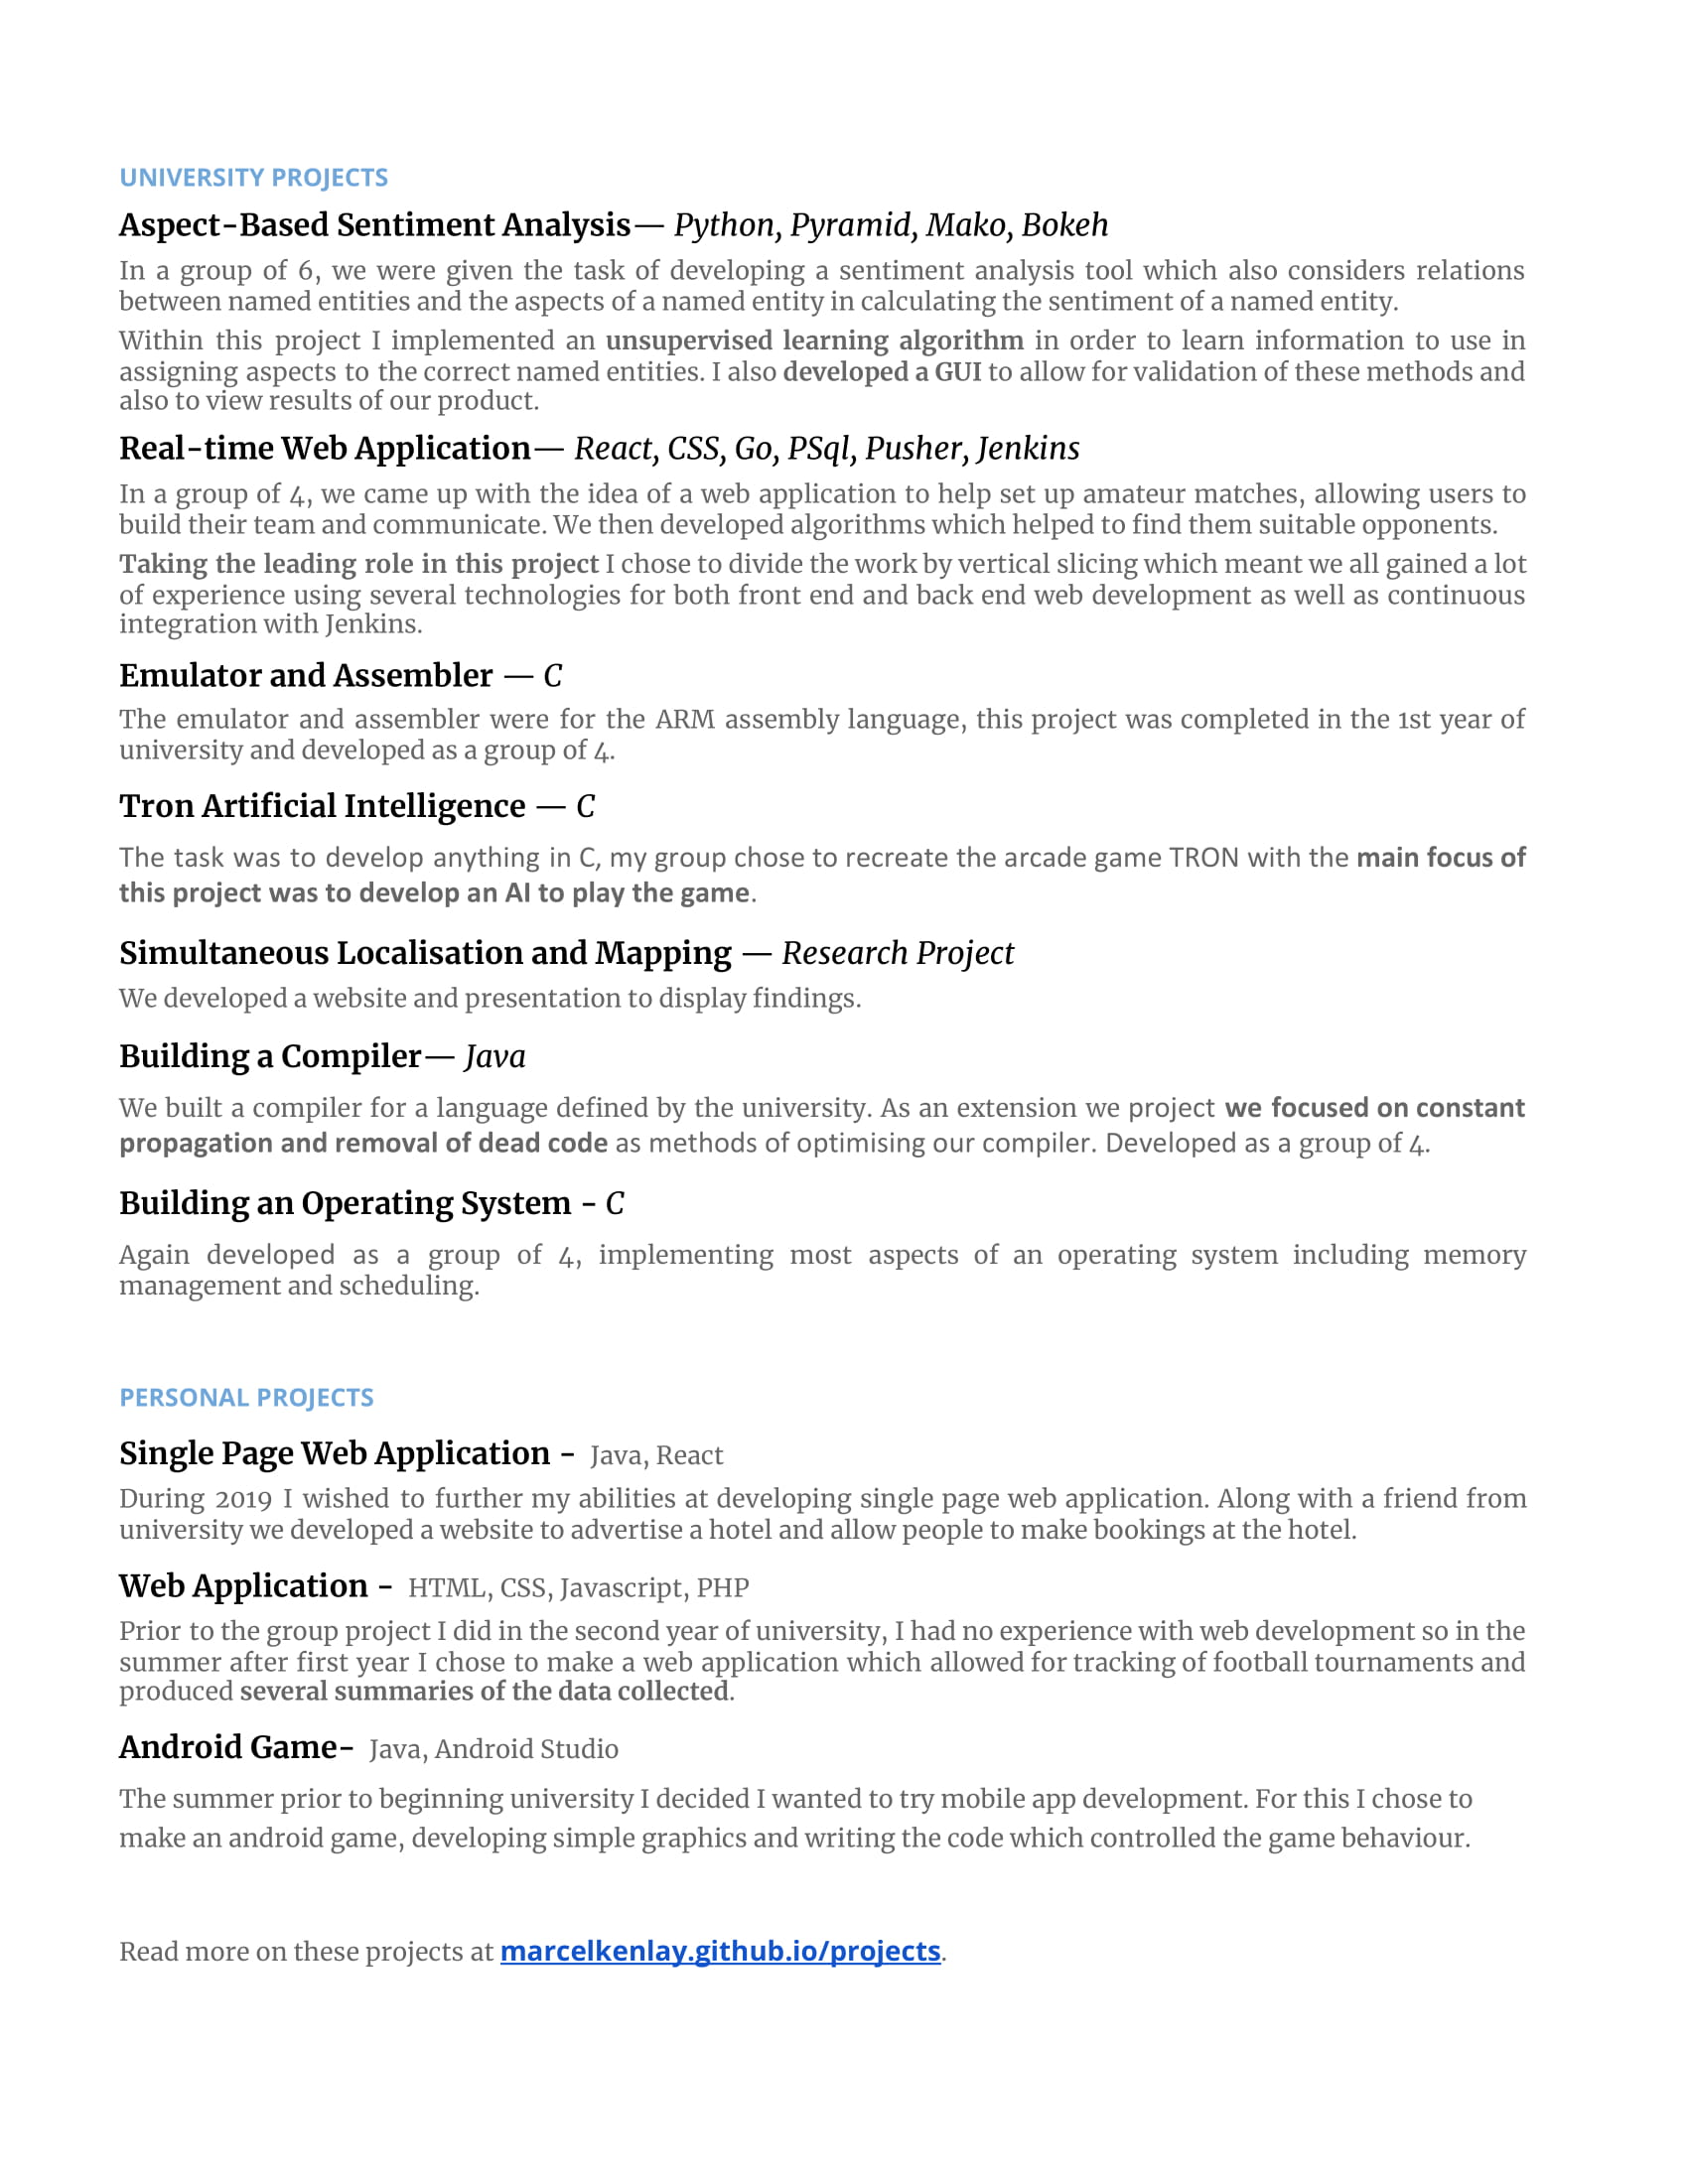 UNIVERSITY PROJECTS
Aspect-Based Sentiment Analysis— Python, Pyramid, Mako, Bokeh
In a group of 6, we were given the task of developing a sentiment analysis tool which also considers relations
between named entities and the aspects of a named entity in calculating the sentiment of a named entity.
Within this project I implemented an unsupervised learning algorithm in order to learn information to use in
assigning aspects to the correct named entities. I also developed a GUI to allow for validation of these methods and
also to view results of our product.
Real-time Web Application— React, CSS, Go, PSql, Pusher, Jenkins
In a group of 4, we came up with the idea of a web application to help set up amateur matches, allowing users to
build their team and communicate. We then developed algorithms which helped to find them suitable opponents.
Taking the leading role in this project I chose to divide the work by vertical slicing which meant we all gained a lot
of experience using several technologies for both front end and back end web development as well as continuous
integration with Jenkins.
Emulator and Assembler — C
The emulator and assembler were for the ARM assembly language, this project was completed in the 1st year of
university and developed as a group of 4.
Tron Artificial Intelligence — C
The task was to develop anything in C, my group chose to recreate the arcade game TRON with the main focus of
this project was to develop an AI to play the game.
Simultaneous Localisation and Mapping — Research Project
We developed a website and presentation to display findings.
Building a Compiler— Java
We built a compiler for a language defined by the university. As an extension we project we focused on constant
propagation and removal of dead code as methods of optimising our compiler. Developed as a group of 4.
Building an Operating System - C
Again developed as a group of 4, implementing most aspects of an operating system including memory
management and scheduling.
PERSONAL PROJECTS
Single Page Web Application - Java, React
During 2019 I wished to further my abilities at developing single page web application. Along with a friend from
university we developed a website to advertise a hotel and allow people to make bookings at the hotel.
Web Application - HTML, CSS, Javascript, PHP
Prior to the group project I did in the second year of university, I had no experience with web development so in the
summer after first year I chose to make a web application which allowed for tracking of football tournaments and
produced several summaries of the data collected.
Android Game- Java, Android Studio
The summer prior to beginning university I decided I wanted to try mobile app development. For this I chose to
make an android game, developing simple graphics and writing the code which controlled the game behaviour.
Read more on these projects at marcelkenlay.github.io/projects.